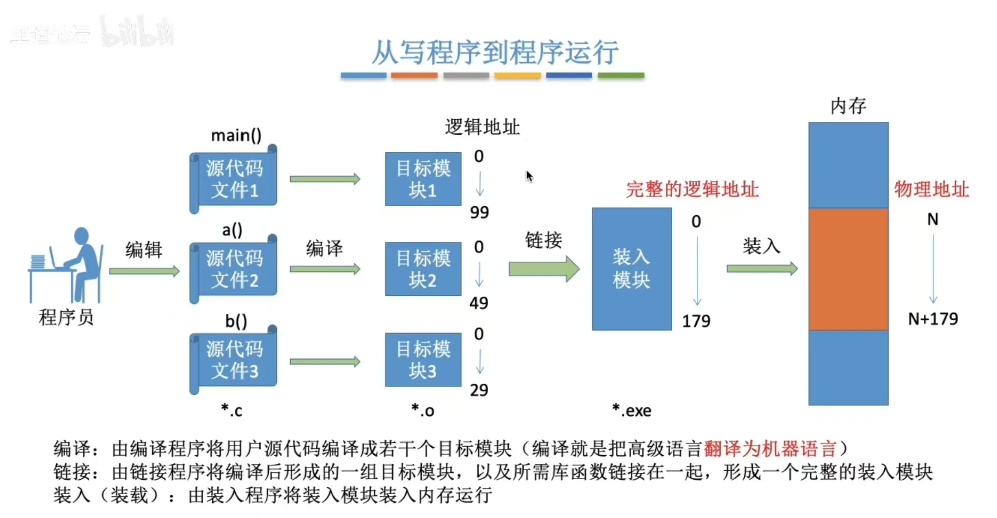 bilibili
从写程序到程序运行
内存
main()
逻辑地址
源代码
文件1
目标模
块1
0
99
完整的逻辑地址
物理地址
a()
编辑
源代码
文件2
编译
目标模
块2
0
49
链接
装入
模块
0
179
装入
N
N+179
程序员
b()
源代码
文件3
目标模
块3
0
29
*.c
*.o
*.exe
编译：由编译程序将用户源代码编译成若干个目标模块（编译就是把高级语言翻译为机器语言）
链接：由链接程序将编译后形成的一组目标模块，以及所需库函数链接在一起，形成一个完整的装入模块
装入（装载）：由装入程序将装入模块装入内存运行